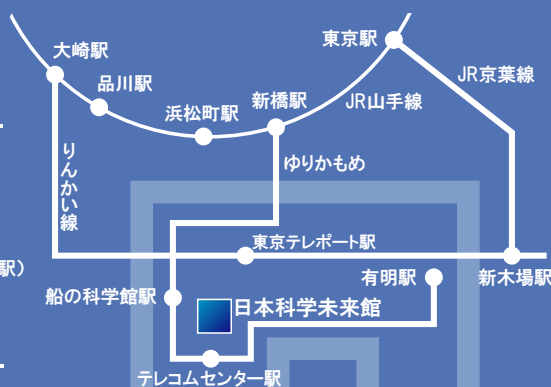 東京駅
大崎駅
JR京葉線
品川駅
新橋駅
JR山手線
浜松町駅
りんかい線
ゆりかもめ
東京テレポート駅
駅）
有明駅
新木場駅
船の科学館駅
日本科学未来館
テレコムセンター駅